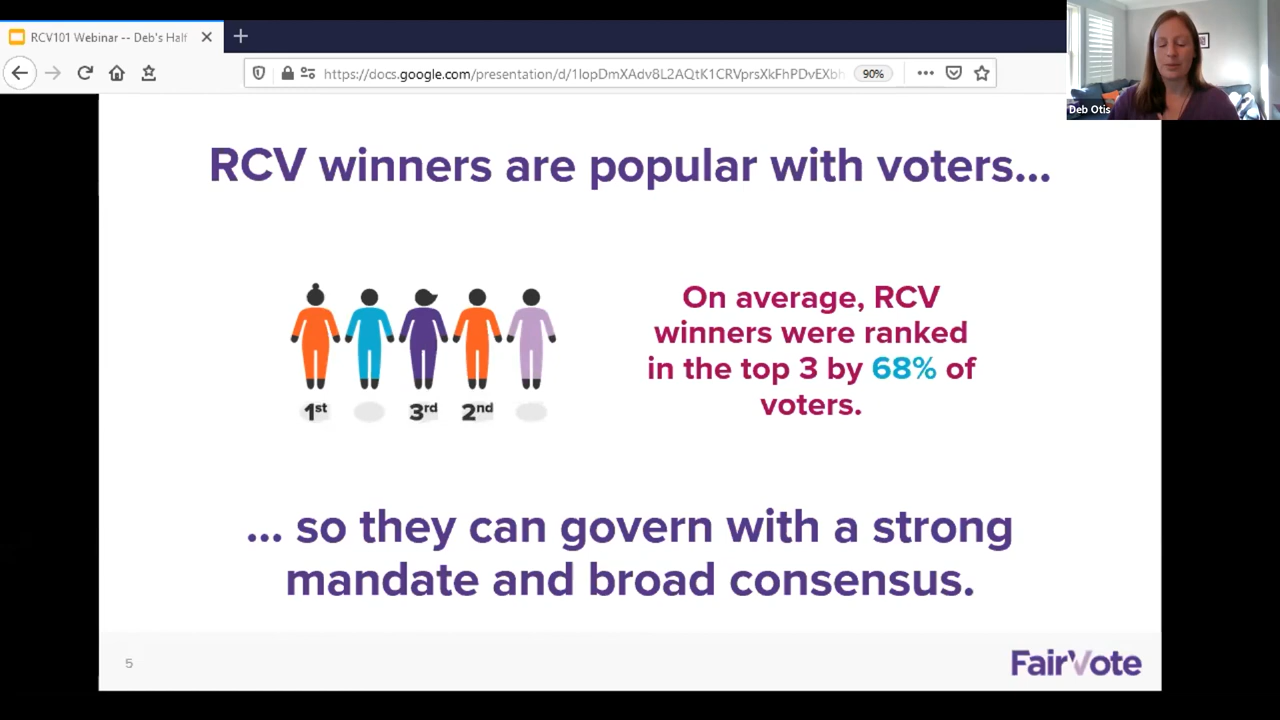 RCV101 Webinar -- Deb's Half
https://docs.google.com/presentation/d/1IopDmXAdv8L2AQtK1CRVprsXkFhPDvEXbh
90%
Deb Otis
RCV winners are popular with voters...
On average, RCV
winners were ranked
in the top 3 by 68% of
voters.
1st 3rd 2nd
... so they can govern with a strong
mandate and broad consensus.
5
FairVote